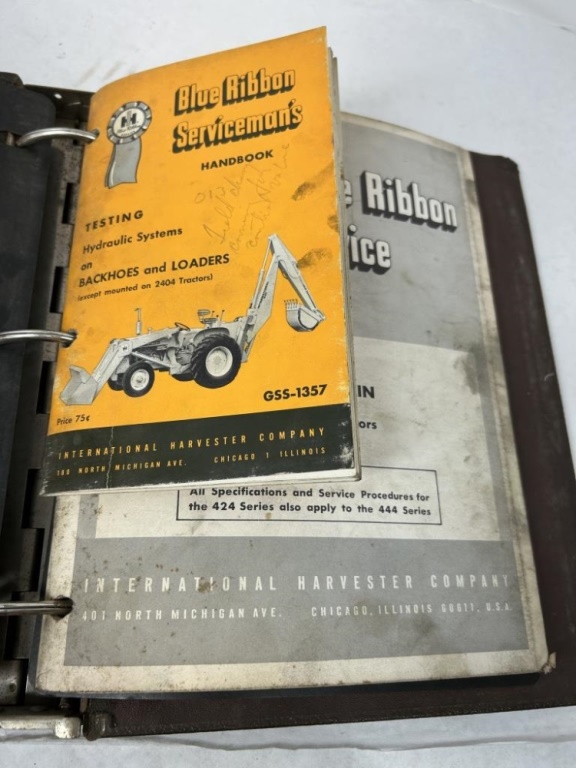 Blue Ribbon
Serviceman's
HANDBOOK
IH
TESTING
Hydraulic Systems
on
BACKHOES and LOADERS
(except mounted on 2404 Tractors)
GSS-1357
Price 75¢
INTERNATIONAL HARVESTER COMPANY
180 NORTH MICHIGAN AVE. CHICAGO 1 ILLINOIS
e Ribbon
vice
IN
ors
All Specifications and Service Procedures for
the 424 Series also apply to the 444 Series
INTERNATIONAL HARVESTER COMPANY
401 NORTH MICHIGAN AVE. CHICAGO, ILLINOIS 60611, U.S.A.